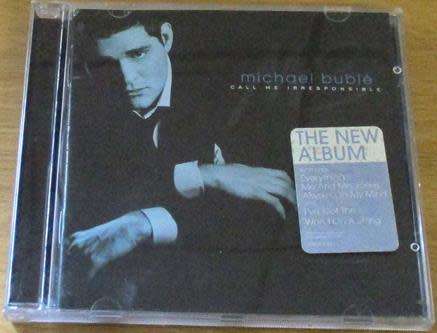 michael bublé
CALL ME IRRESPONSIBLE
THE NEW
ALBUM
Everything
Me And Mrs. Jones
Always On My Mind
I've Got The
World On A String